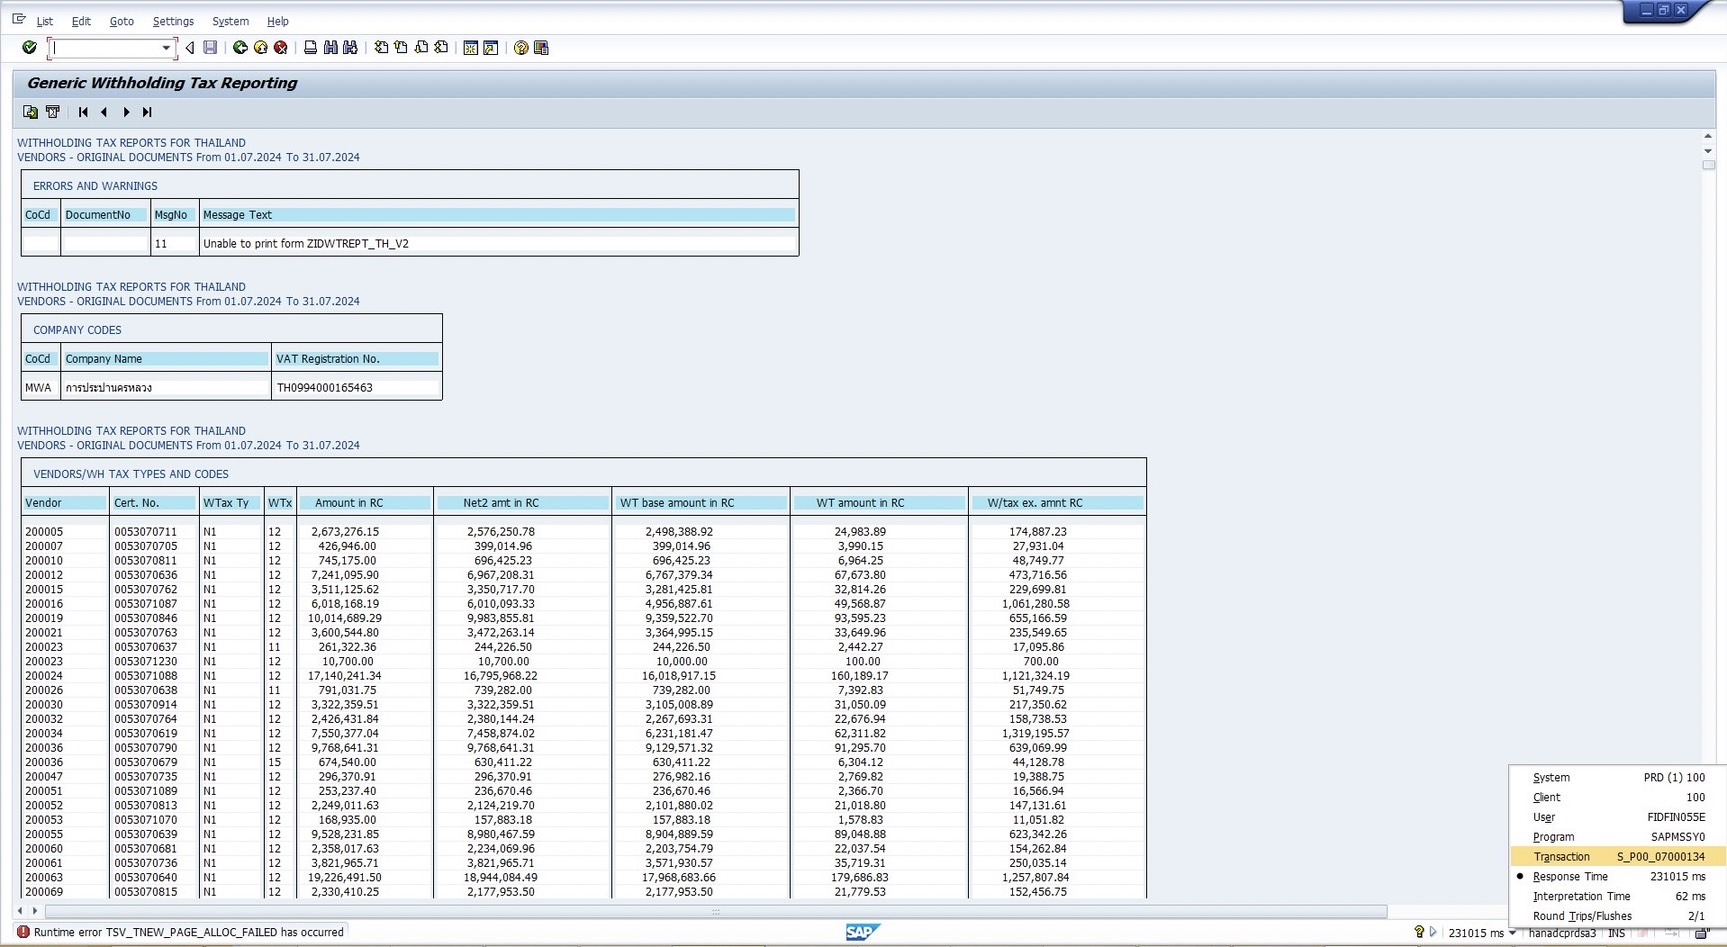 List Edit Goto Settings System Help
Generic Withholding Tax Reporting
WITHHOLDING TAX REPORTS FOR THAILAND
VENDORS - ORIGINAL DOCUMENTS From 01.07.2024 To 31.07.2024
ERRORS AND WARNINGS
CoCd DocumentNo MsgNo Message Text
11 Unable to print form ZIDWTREPT_TH_V2
WITHHOLDING TAX REPORTS FOR THAILAND
VENDORS - ORIGINAL DOCUMENTS From 01.07.2024 To 31.07.2024
COMPANY CODES
CoCd Company Name VAT Registration No.
MWA การประปานครหลวง TH0994000165463
WITHHOLDING TAX REPORTS FOR THAILAND
VENDORS - ORIGINAL DOCUMENTS From 01.07.2024 To 31.07.2024
VENDORS/WH TAX TYPES AND CODES
Vendor Cert. No. WTax Ty WTx Amount in RC Net2 amt in RC WT base amount in RC WT amount in RC W/tax ex. amnt RC
200005 0053070711 N1 12 2,673,276.15 2,576,250.78 2,498,388.92 24,983.89 174,887.23
200007 0053070705 N1 12 426,946.00 399,014.96 399,014.96 3,990.15 27,931.04
200010 0053070811 N1 12 745,175.00 696,425.23 696,425.23 6,964.25 48,749.77
200012 0053070636 N1 12 7,241,095.90 6,967,208.31 6,767,379.34 67,673.80 473,716.56
200015 0053070762 N1 12 3,511,125.62 3,350,717.70 3,281,425.81 32,814.26 229,699.81
200016 0053071087 N1 12 6,018,168.19 6,010,093.33 4,956,887.61 49,568.87 1,061,280.58
200019 0053070846 N1 12 10,014,689.29 9,983,855.81 9,359,522.70 93,595.23 655,166.59
200021 0053070763 N1 12 3,600,544.80 3,472,263.14 3,364,995.15 33,649.96 235,549.65
200023 0053070637 N1 11 261,322.36 244,226.50 244,226.50 2,442.27 17,095.86
200023 0053071230 N1 12 10,700.00 10,700.00 10,000.00 100.00 700.00
200024 0053071088 N1 12 17,140,241.34 16,795,968.22 16,018,917.15 160,189.17 1,121,324.19
200026 0053070638 N1 11 791,031.75 739,282.00 739,282.00 7,392.83 51,749.75
200030 0053070914 N1 12 3,322,359.51 3,322,359.51 3,105,008.89 31,050.09 217,350.62
200032 0053070764 N1 12 2,426,431.84 2,380,144.24 2,267,693.31 22,676.94 158,738.53
200034 0053070619 N1 12 7,550,377.04 7,458,874.02 6,231,181.47 62,311.82 1,319,195.57
200036 0053070790 N1 12 9,768,641.31 9,768,641.31 9,129,571.32 91,295.70 639,069.99
200036 0053070679 N1 15 674,540.00 630,411.22 630,411.22 6,304.12 44,128.78
200047 0053070735 N1 12 296,370.91 296,370.91 276,982.16 2,769.82 19,388.75
200051 0053071089 N1 12 253,237.40 236,670.46 236,670.46 2,366.70 16,566.94
200052 0053070813 N1 12 2,249,011.63 2,124,219.70 2,101,880.02 21,018.80 147,131.61
200053 0053071070 N1 12 168,935.00 157,883.18 157,883.18 1,578.83 11,051.82
200055 0053070639 N1 12 9,528,231.85 8,980,467.59 8,904,889.59 89,048.88 623,342.26
200060 0053070681 N1 12 2,358,017.63 2,234,069.96 2,203,754.79 22,037.54 154,262.84
200061 0053070736 N1 12 3,821,965.71 3,821,965.71 3,571,930.57 35,719.31 250,035.14
200063 0053070640 N1 12 19,226,491.50 18,944,084.49 17,968,683.66 179,686.83 1,257,807.84
200069 0053070815 N1 12 2,330,410.25 2,177,953.50 2,177,953.50 21,779.53 152,456.75
System PRD (1) 100
Client 100
User FIDFIN055E
Program SAPMSSY0
Transaction S_P00_07000134
Response Time 231015 ms
Interpretation Time 62 ms
Round Trips/Flushes 2/1
Runtime error TSV_TNEW_PAGE_ALLOC_FAILED has occurred
SAP
231015 ms hanadcprdsa3 INS